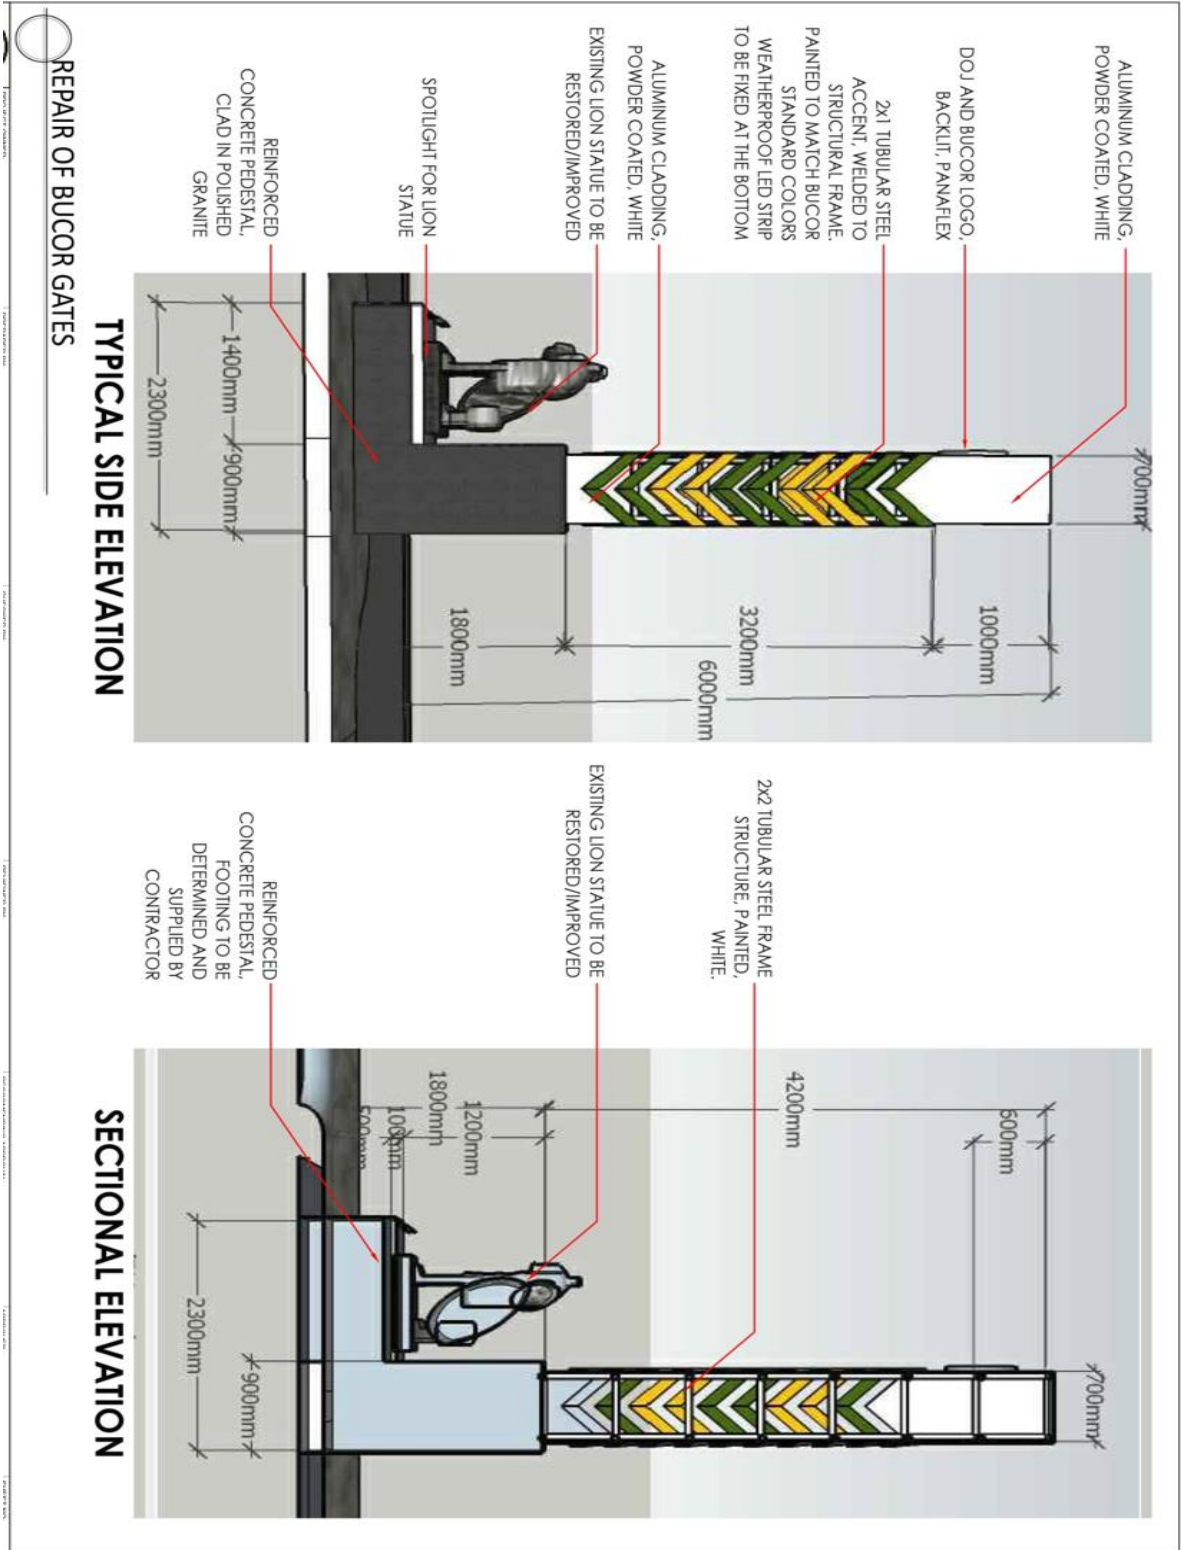 ALUMINUM CLADDING,
POWDER COATED, WHITE
DOJ AND BUCOR LOGO,
BACKLIT, PANAFLEX
2x1 TUBULAR STEEL
ACCENT, WELDED TO
STRUCTURAL FRAME.
PAINTED TO MATCH BUCOR
STANDARD COLORS
WEATHERPROOF LED STRIP
TO BE FIXED AT THE BOTTOM
ALUMINUM CLADDING,
POWDER COATED, WHITE
EXISTING LION STATUE TO BE
RESTORED/IMPROVED
SPOTLIGHT FOR LION
STATUE
REINFORCED
CONCRETE PEDESTAL,
CLAD IN POLISHED
GRANITE
700mm
1000mm
3200mm
6000mm
1800mm
1400mm
900mm
2300mm
TYPICAL SIDE ELEVATION
2x2 TUBULAR STEEL FRAME
STRUCTURE, PAINTED,
WHITE.
EXISTING LION STATUE TO BE
RESTORED/IMPROVED
REINFORCED
CONCRETE PEDESTAL,
FOOTING TO BE
DETERMINED AND
SUPPLIED BY
CONTRACTOR
700mm
600mm
4200mm
1200mm
1800mm
100mm
500mm
900mm
2300mm
SECTIONAL ELEVATION
REPAIR OF BUCOR GATES